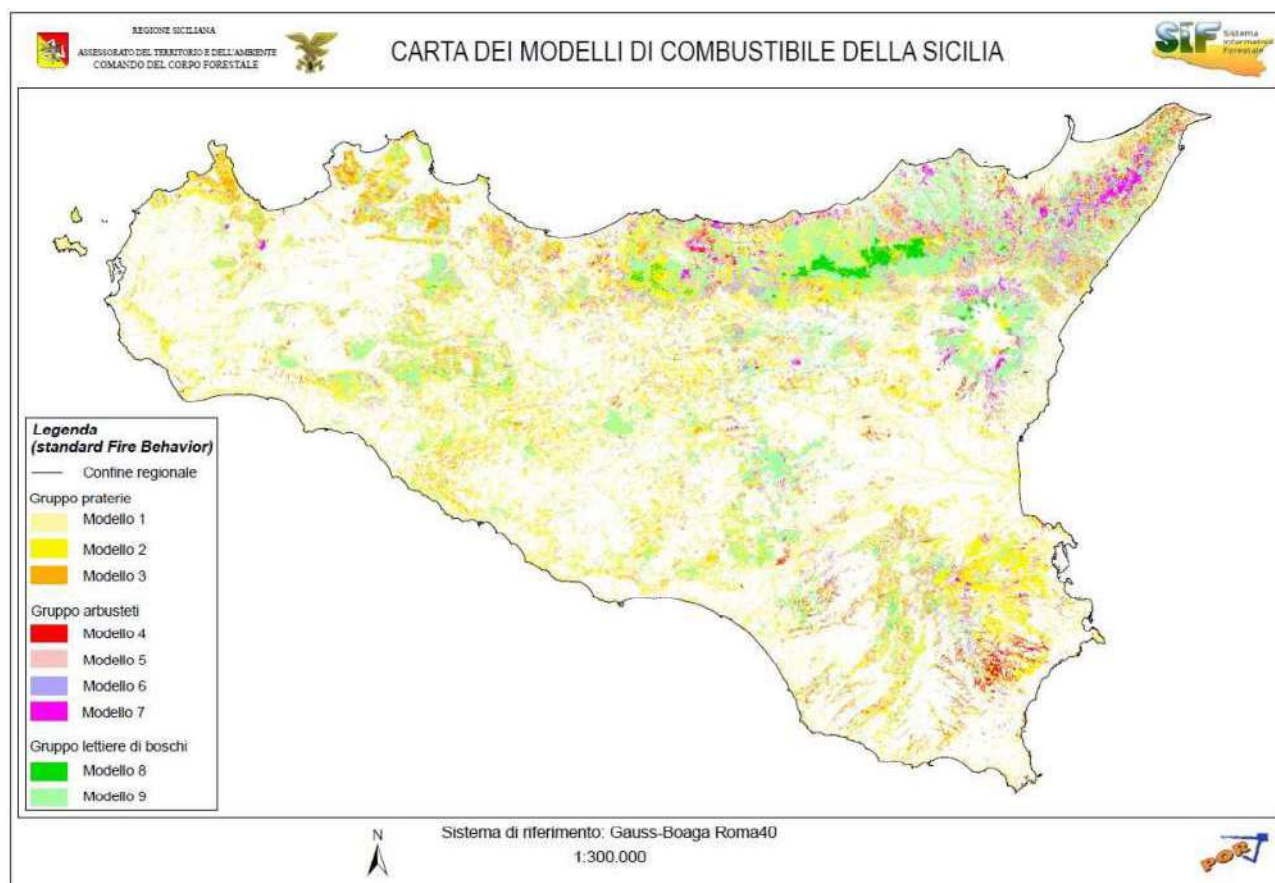 REGIONE SICILIANA
ASSESSORATO DEL TERRITORIO E DELL'AMBIENTE
COMANDO DEL CORPO FORESTALE
CARTA DEI MODELLI DI COMBUSTIBILE DELLA SICILIA
SIF
Sistema
Informativo
Forestale
Legenda
(standard Fire Behavior)
Confine regionale
Gruppo praterie
Modello 1
Modello 2
Modello 3
Gruppo arbusteti
Modello 4
Modello 5
Modello 6
Modello 7
Gruppo lettiere di boschi
Modello 8
Modello 9
N
Sistema di riferimento: Gauss-Boaga Roma40
1:300.000
POR